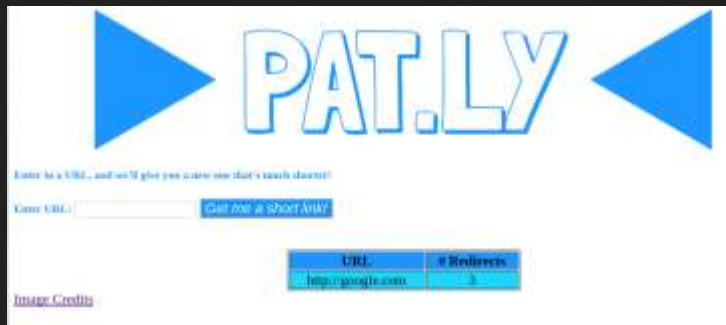 PAT.LY
Enter in a URL, and we'll give you a new one that's much shorter!
Enter URL:
Get me a short link!
URL # Redirects
http://google.com 3
Image Credits